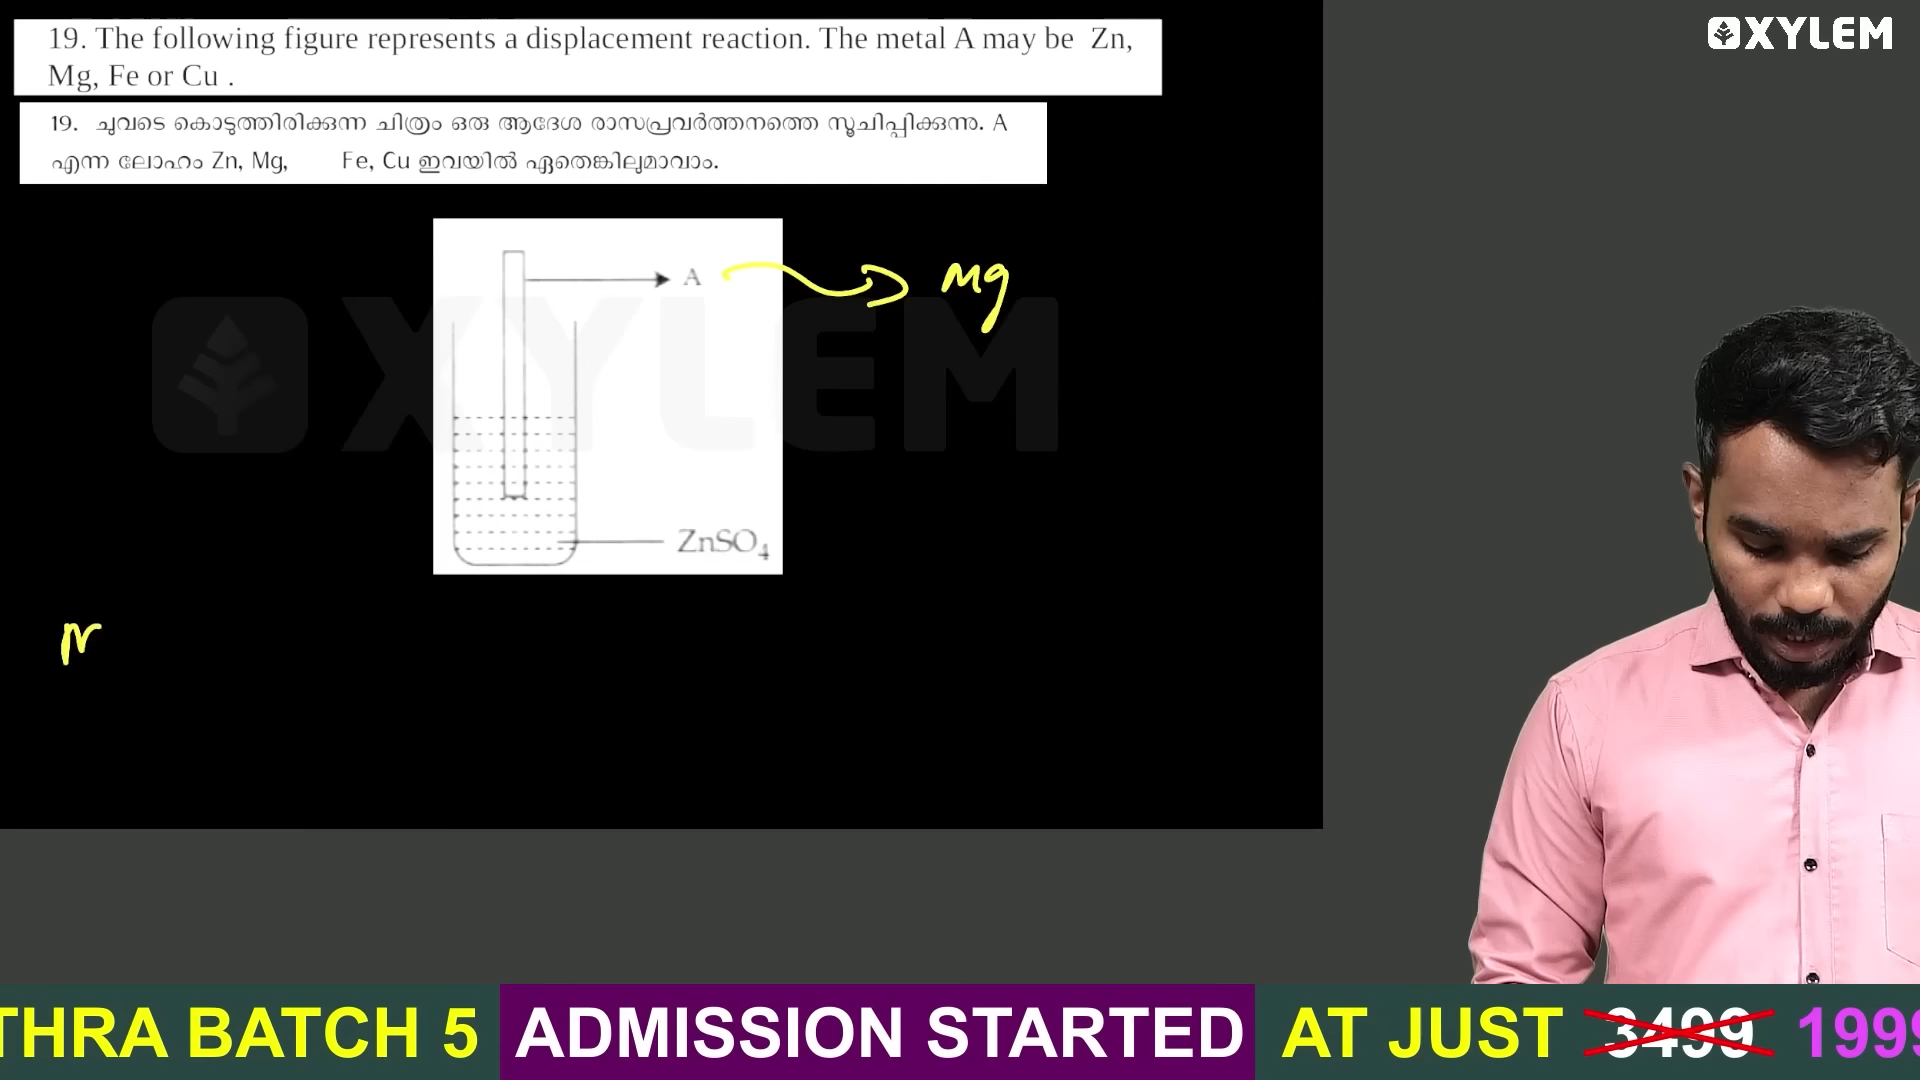 19. The following figure represents a displacement reaction. The metal A may be Zn,
Mg, Fe or Cu .
XYLEM
19. ചുവടെ കൊടുത്തിരിക്കുന്ന ചിത്രം ഒരു ആദേശ രാസപ്രവർത്തനത്തെ സൂചിപ്പിക്കുന്നു. A
എന്ന ലോഹം Zn, Mg, Fe, Cu ഇവയിൽ ഏതെങ്കിലുമാവാം.
A
Mg
XYLEM
ZnSO₄
THRA BATCH 5 ADMISSION STARTED AT JUST 3499 1999